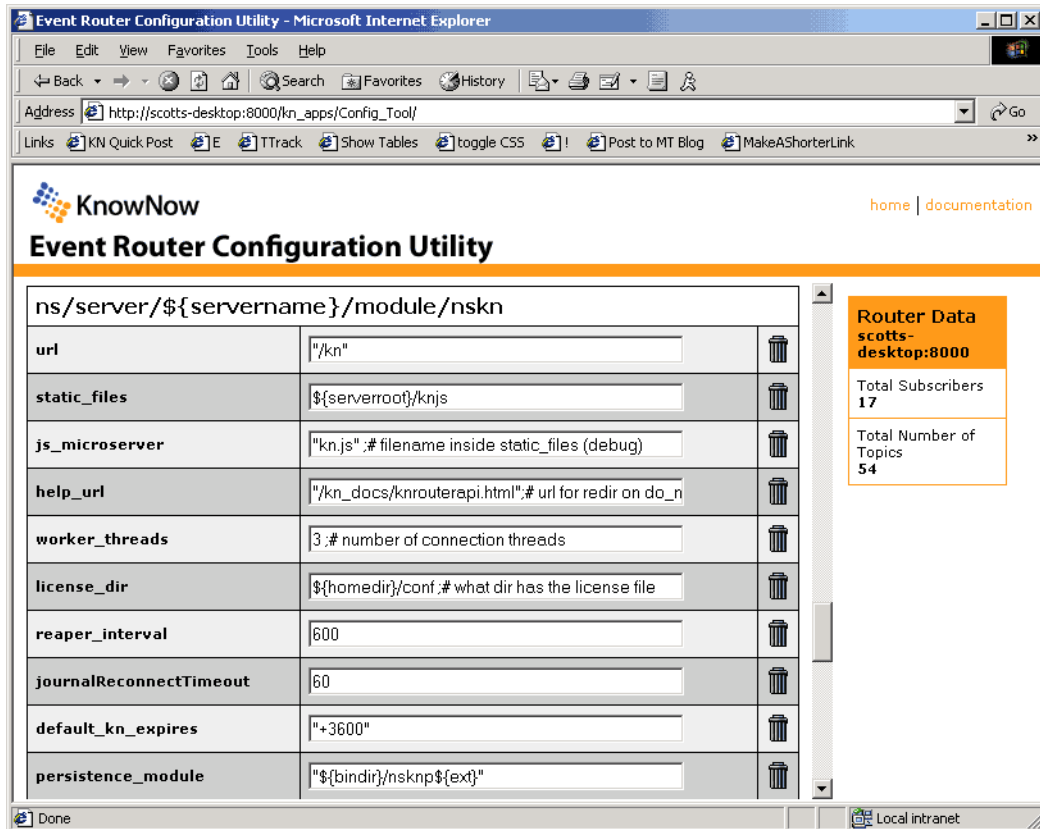 Event Router Configuration Utility - Microsoft Internet Explorer
File Edit View Favorites Tools Help
Back Search Favorites History
Address http://scotts-desktop:8000/kn_apps/Config_Tool/ Go
Links KN Quick Post E TTrack Show Tables toggle CSS ! Post to MT Blog MakeAShorterLink »
KnowNow
home | documentation
Event Router Configuration Utility
ns/server/${servername}/module/nskn
url "/kn"
static_files ${serverroot}/knjs
js_microserver "kn.js" ;# filename inside static_files (debug)
help_url "/kn_docs/knrouterapi.html";# url for redir on do_n
worker_threads 3 ;# number of connection threads
license_dir ${homedir}/conf ;# what dir has the license file
reaper_interval 600
journalReconnectTimeout 60
default_kn_expires "+3600"
persistence_module "${bindir}/nsknp${ext}"
Router Data
scotts-
desktop:8000
Total Subscribers
17
Total Number of
Topics
54
Done Local intranet